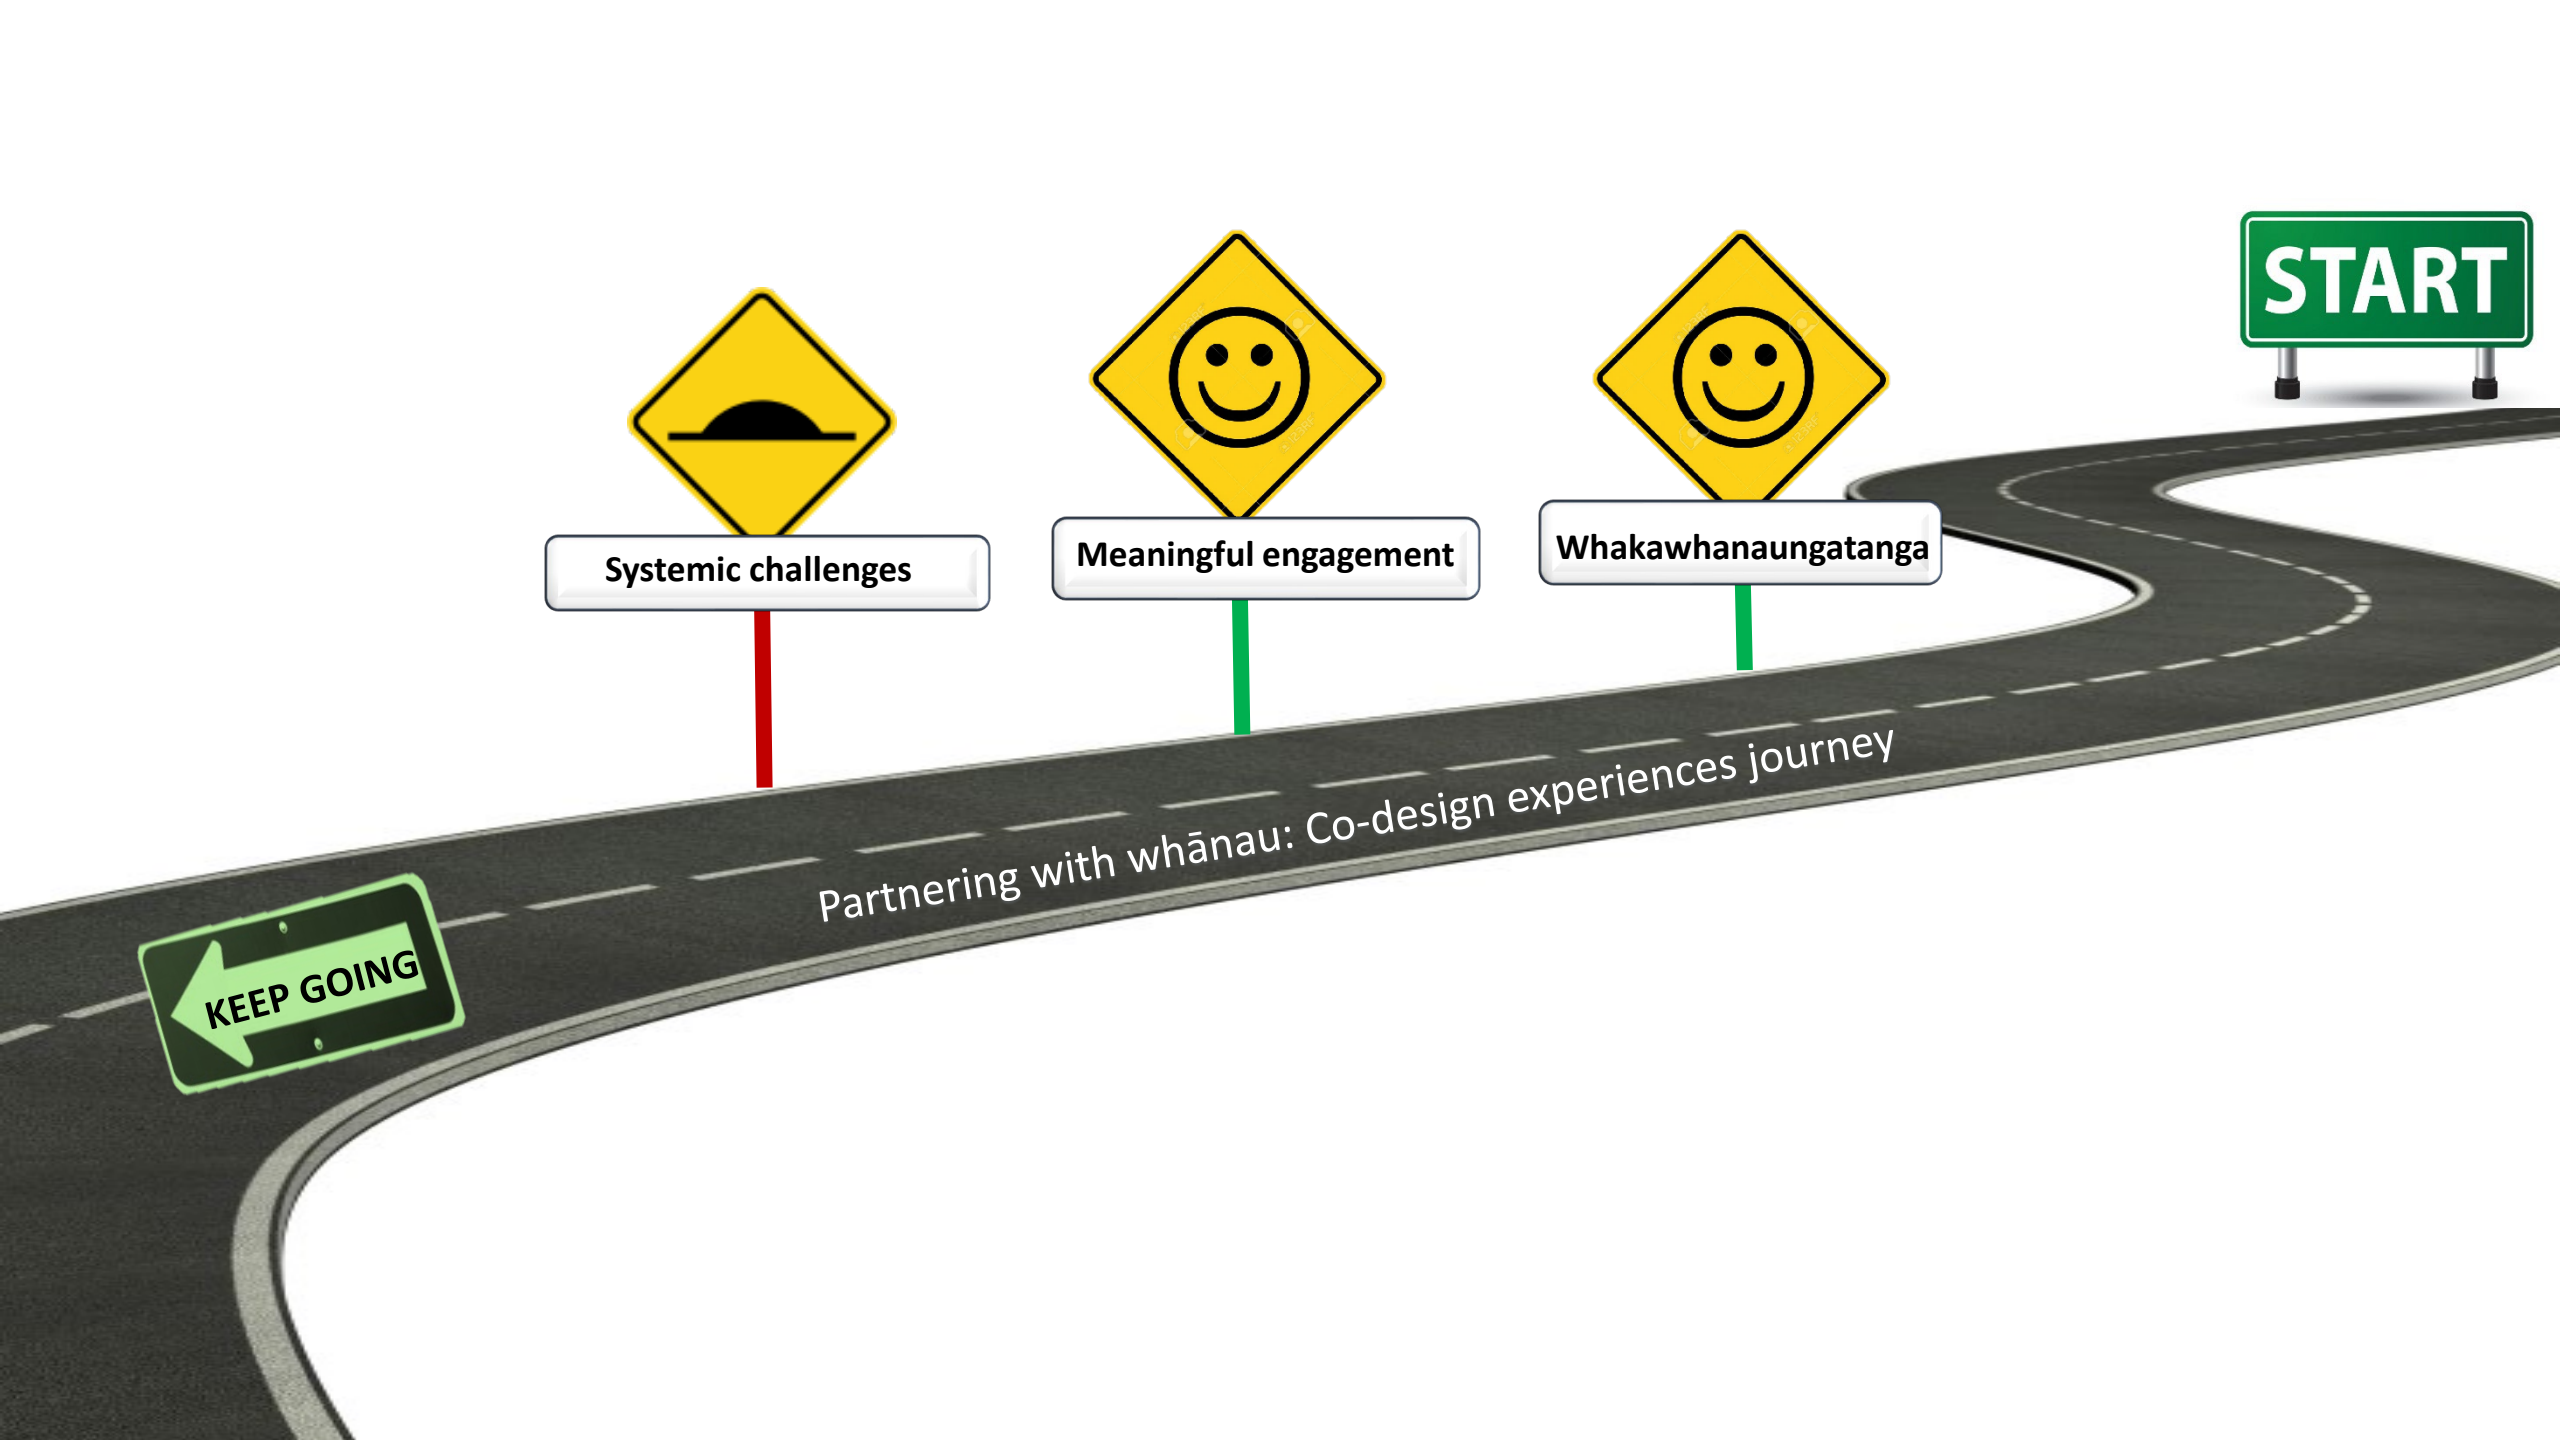 START
Systemic challenges
Meaningful engagement
Whakawhanaungatanga
Partnering with whānau: Co-design experiences journey
KEEP GOING